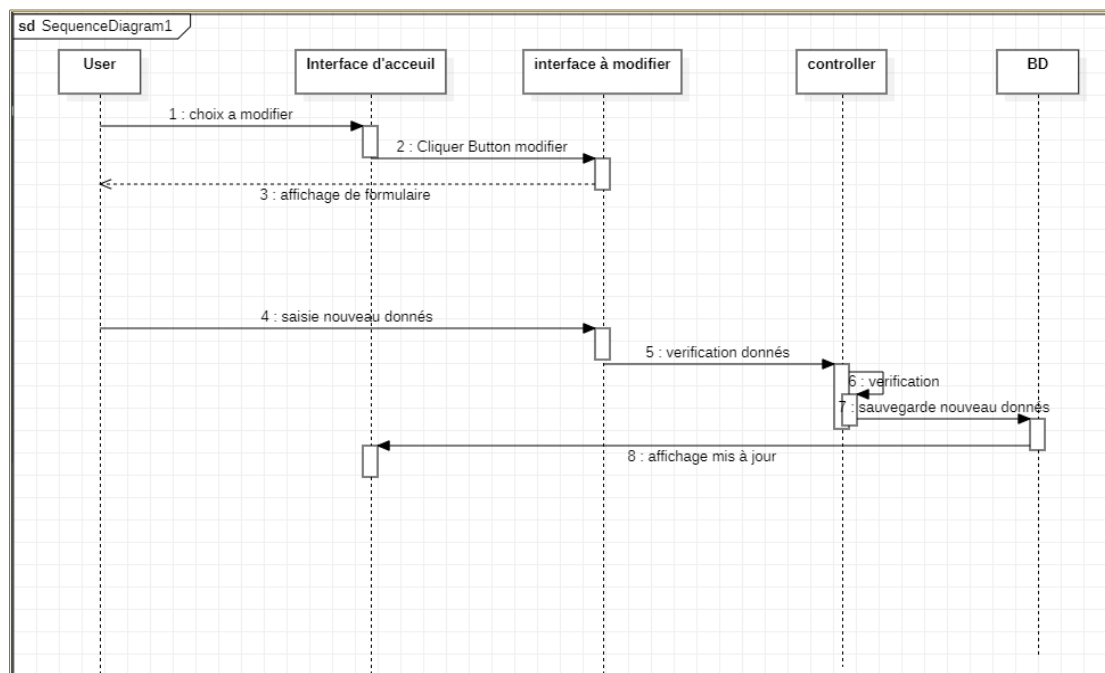 sd SequenceDiagram1
User
Interface d'acceuil
interface à modifier
controller
BD
1 : choix a modifier
2 : Cliquer Button modifier
3 : affichage de formulaire
4 : saisie nouveau donnés
5 : verification donnés
6 : verification
7 : sauvegarde nouveau donnés
8 : affichage mis à jour